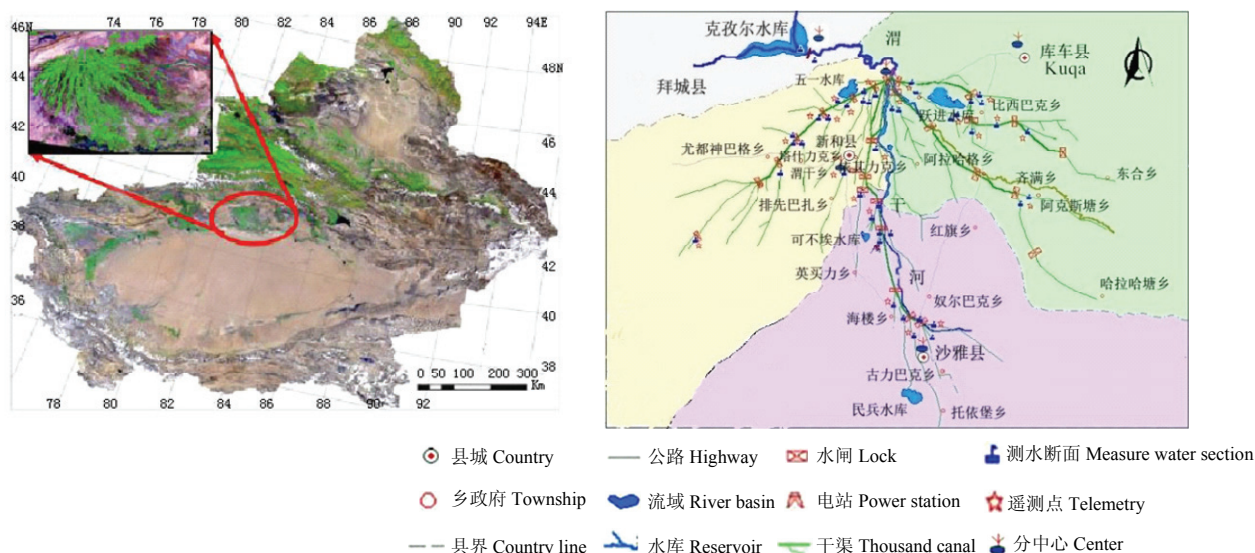 46N 74 76 78 80 82 84 86 88 90 92 94E
44
42
40
38
36
48N
46
44
42
40
38
0 50 100 200 300
Km
78 80 82 84 86 88 90 92
克孜尔水库
渭
库车县
Kuqa
拜城县
五一水库
跃进水库
比西巴克乡
新和县
尤都神巴格乡
塔什力克乡
依其力克乡
阿拉哈格乡
渭干乡
齐满乡
东合乡
排先巴扎乡
干
阿克斯塘乡
可不埃水库
红旗乡
英买力乡
河
哈拉哈塘乡
奴尔巴克乡
海楼乡
沙雅县
古力巴克乡
民兵水库
托依堡乡
县城 Country
公路 Highway
水闸 Lock
测水断面 Measure water section
乡政府 Township
流域 River basin
电站 Power station
遥测点 Telemetry
县界 Country line
水库 Reservoir
干渠 Thousand canal
分中心 Center